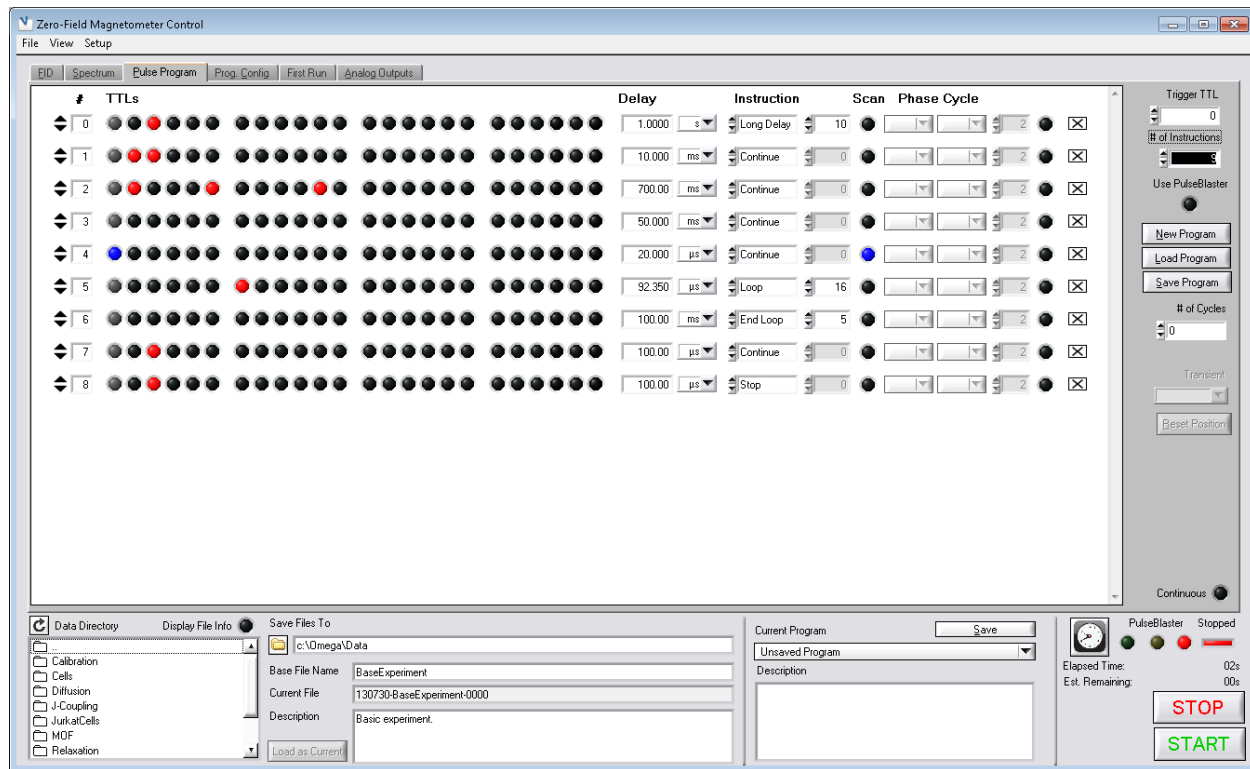 Zero-Field Magnetometer Control
File View Setup
FID Spectrum Pulse Program Prog. Config First Run Analog Outputs
# TTLs Delay Instruction Scan Phase Cycle
0 1.0000 s Long Delay 10 2
1 10.000 ms Continue 0 2
2 700.00 ms Continue 0 2
3 50.000 ms Continue 0 2
4 20.000 µs Continue 0 2
5 92.350 µs Loop 16 2
6 100.00 ms End Loop 5 2
7 100.00 µs Continue 0 2
8 100.00 µs Stop 0 2
Trigger TTL
0
# of Instructions
9
Use PulseBlaster
New Program
Load Program
Save Program
# of Cycles
0
Transient
Reset Position
Continuous
Data Directory Display File Info
..
Calibration
Cells
Diffusion
J-Coupling
JurkatCells
MOF
Relaxation
Save Files To
c:\Omega\Data
Base File Name BaseExperiment
Current File 130730-BaseExperiment-0000
Description Basic experiment.
Load as Current
Current Program Save
Unsaved Program
Description
PulseBlaster Stopped
Elapsed Time: 02s
Est. Remaining: 00s
STOP
START